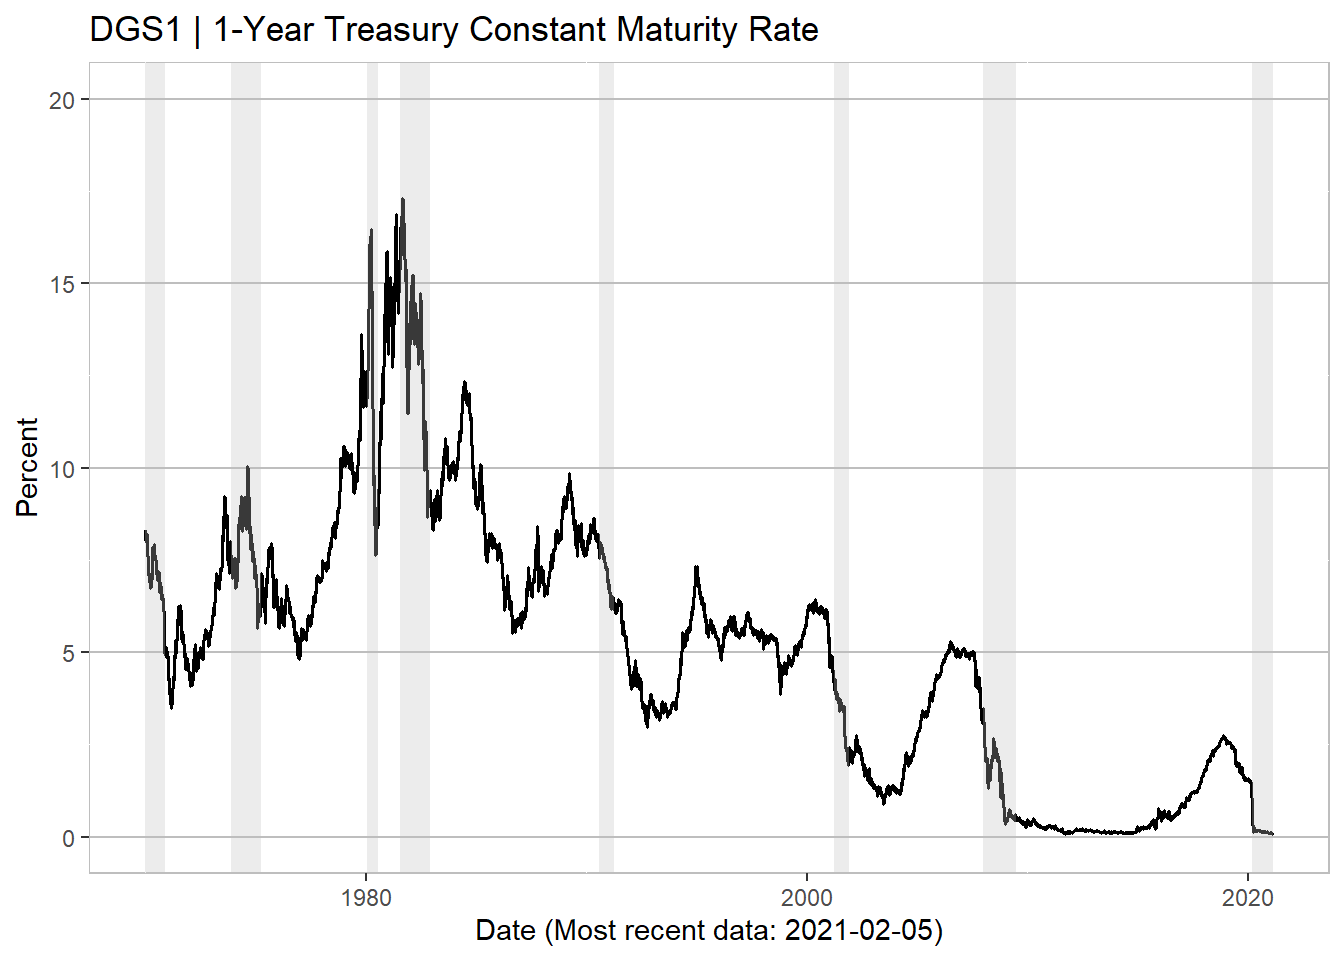 DGS1 | 1-Year Treasury Constant Maturity Rate
20
15
10
5
0
Percent
1980
2000
2020
Date (Most recent data: 2021-02-05)